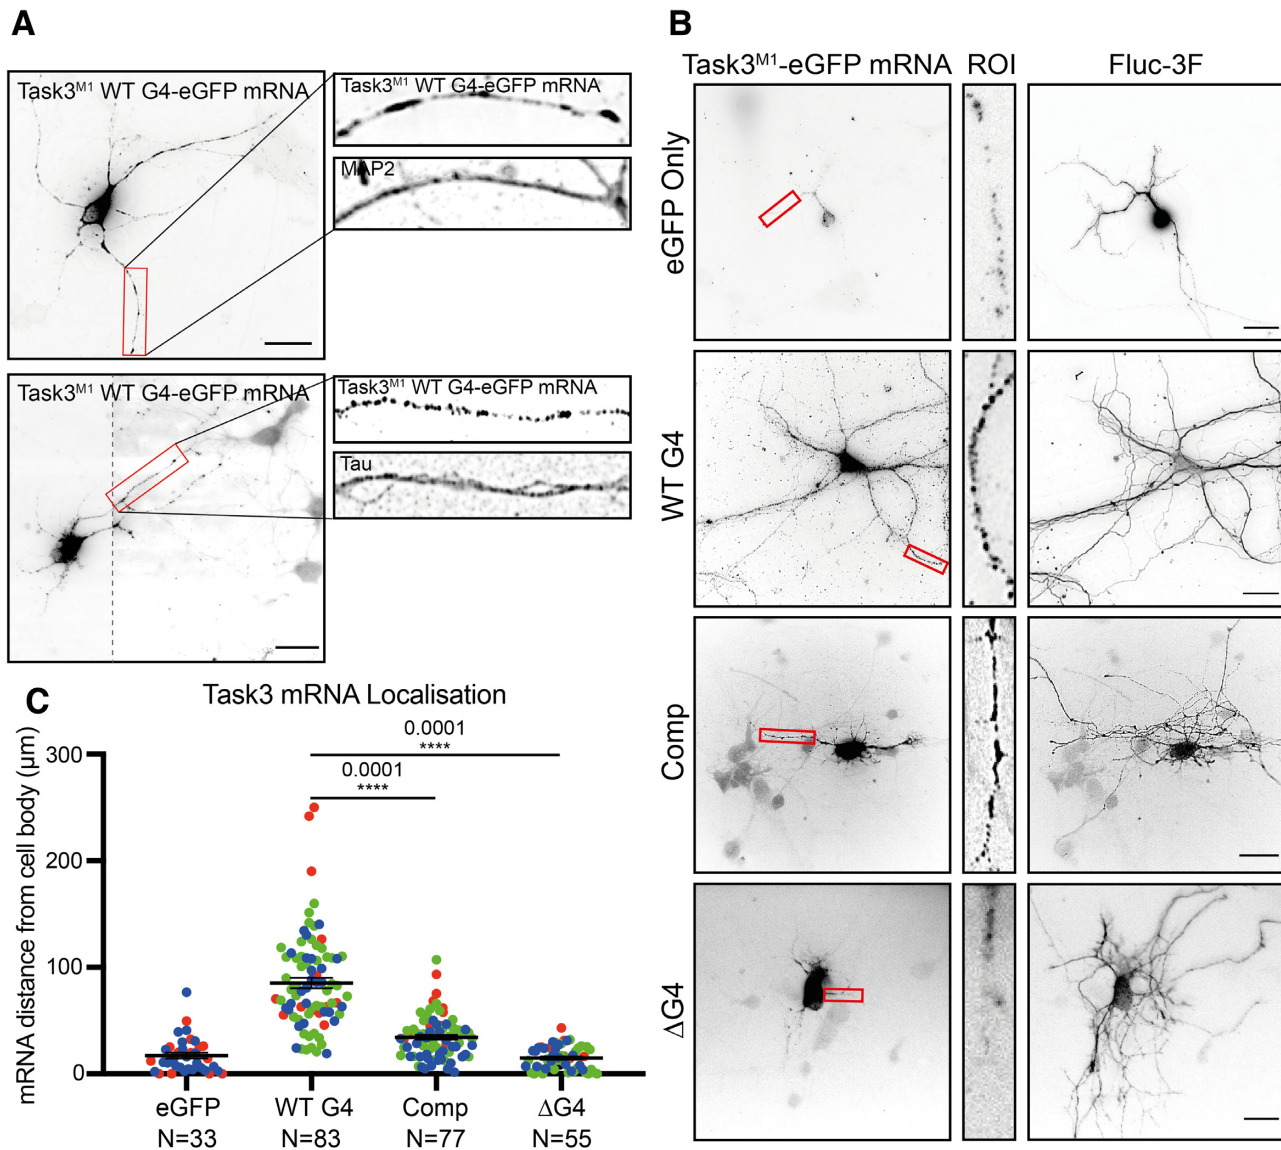 A
Task3ᴹ¹ WT G4-eGFP mRNA
Task3ᴹ¹ WT G4-eGFP mRNA
MAP2
Task3ᴹ¹ WT G4-eGFP mRNA
Task3ᴹ¹ WT G4-eGFP mRNA
Tau
B
Task3ᴹ¹-eGFP mRNA ROI Fluc-3F
eGFP Only
WT G4
Comp
ΔG4
C
Task3 mRNA Localisation
mRNA distance from cell body (μm)
300
200
100
0
0.0001
****
0.0001
****
eGFP WT G4 Comp ΔG4
N=33 N=83 N=77 N=55